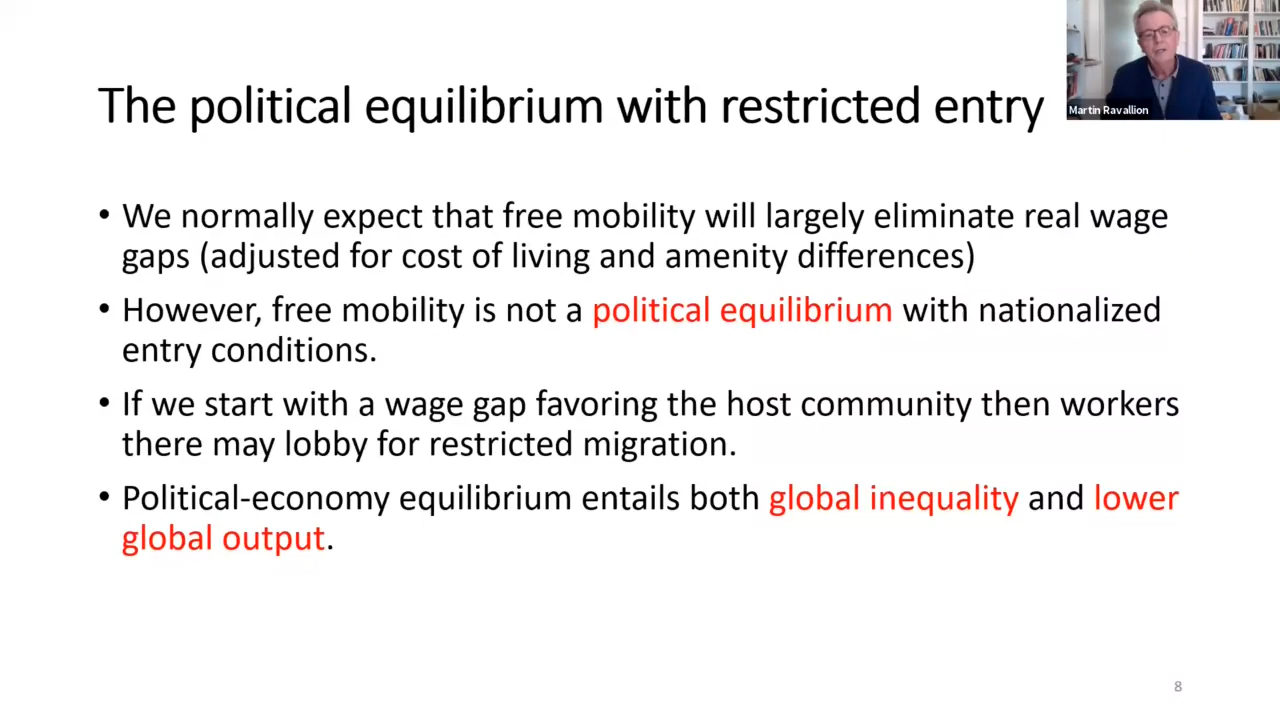 Martin Ravallion
The political equilibrium with restricted entry
• We normally expect that free mobility will largely eliminate real wage
gaps (adjusted for cost of living and amenity differences)
• However, free mobility is not a political equilibrium with nationalized
entry conditions.
• If we start with a wage gap favoring the host community then workers
there may lobby for restricted migration.
• Political-economy equilibrium entails both global inequality and lower
global output.
8